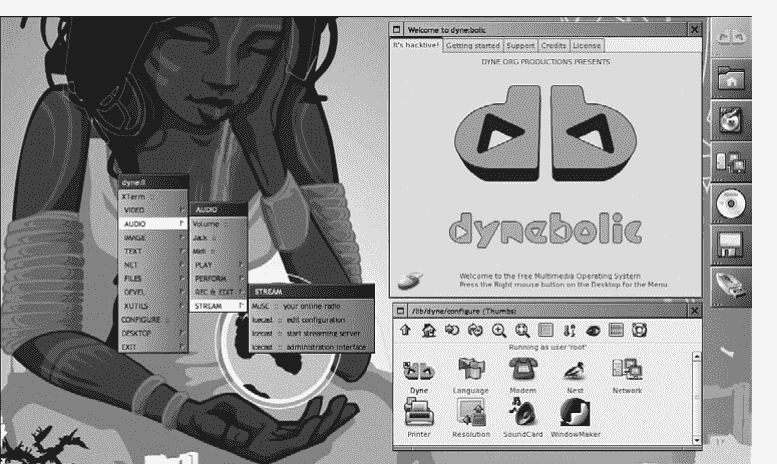 Welcome to dyne:bolic
It's hacktive!
Getting started
Support
Credits
License
DYNE.ORG PRODUCTIONS PRESENTS
dynebolic
Welcome to the Free Multimedia Operating System
Press the Right mouse button on the Desktop for the Menu
dyne:II
XTerm ::
VIDEO
AUDIO
IMAGE
TEXT
NET
FILES
DEVEL
XUTILS
CONFIGURE ::
DESKTOP
EXIT
AUDIO
Volume ::
Jack ::
Midi ::
PLAY
PERFORM
REC & EDIT
STREAM
STREAM
MuSE :: your online radio
Icecast :: edit configuration
Icecast :: start streaming server
Icecast :: administration interface
/lib/dyne/configure (Thumbs)
Running as user 'root'
Dyne
Language
Modem
Nest
Network
Printer
Resolution
SoundCard
WindowMaker